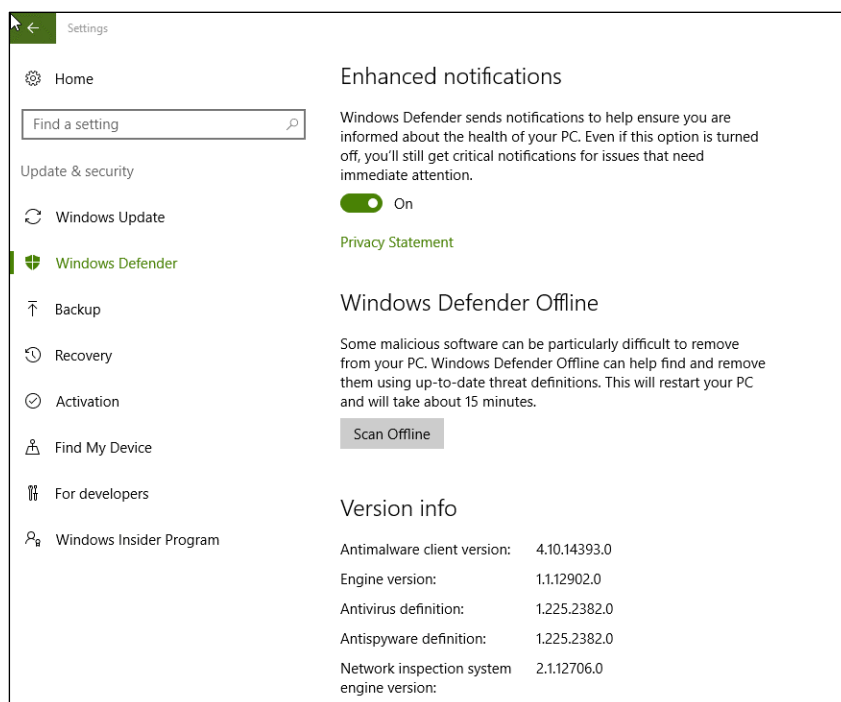 Settings
Home
Find a setting
Update & security
Windows Update
Windows Defender
Backup
Recovery
Activation
Find My Device
For developers
Windows Insider Program
Enhanced notifications
Windows Defender sends notifications to help ensure you are
informed about the health of your PC. Even if this option is turned
off, you'll still get critical notifications for issues that need
immediate attention.
On
Privacy Statement
Windows Defender Offline
Some malicious software can be particularly difficult to remove
from your PC. Windows Defender Offline can help find and remove
them using up-to-date threat definitions. This will restart your PC
and will take about 15 minutes.
Scan Offline
Version info
Antimalware client version: 4.10.14393.0
Engine version: 1.1.12902.0
Antivirus definition: 1.225.2382.0
Antispyware definition: 1.225.2382.0
Network inspection system 2.1.12706.0
engine version: